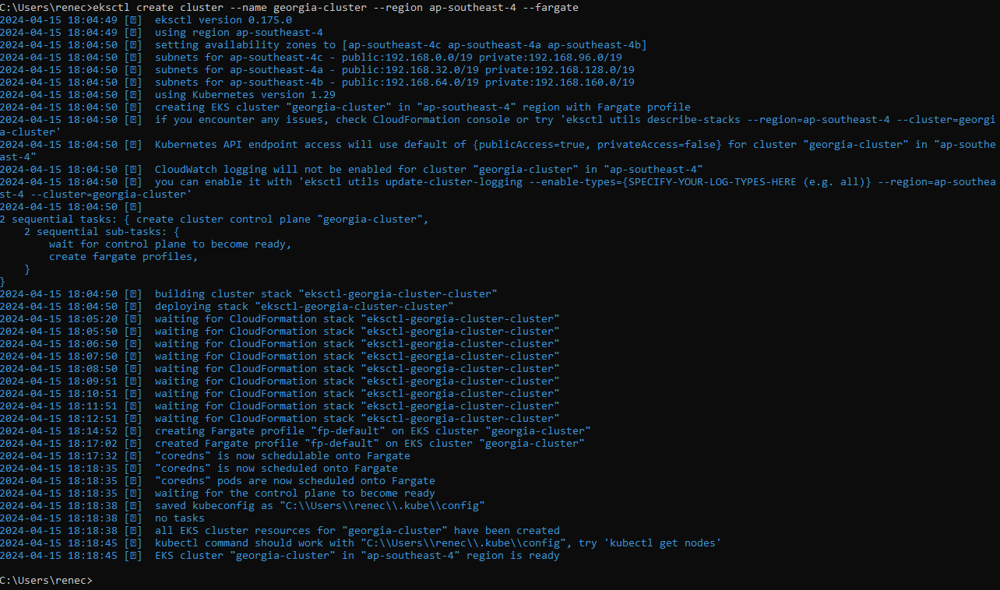 C:\Users\renec>eksctl create cluster --name georgia-cluster --region ap-southeast-4 --fargate
2024-04-15 18:04:49 [?]  eksctl version 0.175.0
2024-04-15 18:04:49 [?]  using region ap-southeast-4
2024-04-15 18:04:50 [?]  setting availability zones to [ap-southeast-4c ap-southeast-4a ap-southeast-4b]
2024-04-15 18:04:50 [?]  subnets for ap-southeast-4c - public:192.168.0.0/19 private:192.168.96.0/19
2024-04-15 18:04:50 [?]  subnets for ap-southeast-4a - public:192.168.32.0/19 private:192.168.128.0/19
2024-04-15 18:04:50 [?]  subnets for ap-southeast-4b - public:192.168.64.0/19 private:192.168.160.0/19
2024-04-15 18:04:50 [?]  using Kubernetes version 1.29
2024-04-15 18:04:50 [?]  creating EKS cluster "georgia-cluster" in "ap-southeast-4" region with Fargate profile
2024-04-15 18:04:50 [?]  if you encounter any issues, check CloudFormation console or try 'eksctl utils describe-stacks --region=ap-southeast-4 --cluster=georgi
a-cluster'
2024-04-15 18:04:50 [?]  Kubernetes API endpoint access will use default of {publicAccess=true, privateAccess=false} for cluster "georgia-cluster" in "ap-southe
ast-4"
2024-04-15 18:04:50 [?]  CloudWatch logging will not be enabled for cluster "georgia-cluster" in "ap-southeast-4"
2024-04-15 18:04:50 [?]  you can enable it with 'eksctl utils update-cluster-logging --enable-types={SPECIFY-YOUR-LOG-TYPES-HERE (e.g. all)} --region=ap-southea
st-4 --cluster=georgia-cluster'
2024-04-15 18:04:50 [?]
2 sequential tasks: { create cluster control plane "georgia-cluster",
    2 sequential sub-tasks: {
        wait for control plane to become ready,
        create fargate profiles,
    }
}
2024-04-15 18:04:50 [?]  building cluster stack "eksctl-georgia-cluster-cluster"
2024-04-15 18:04:50 [?]  deploying stack "eksctl-georgia-cluster-cluster"
2024-04-15 18:05:20 [?]  waiting for CloudFormation stack "eksctl-georgia-cluster-cluster"
2024-04-15 18:05:50 [?]  waiting for CloudFormation stack "eksctl-georgia-cluster-cluster"
2024-04-15 18:06:50 [?]  waiting for CloudFormation stack "eksctl-georgia-cluster-cluster"
2024-04-15 18:07:50 [?]  waiting for CloudFormation stack "eksctl-georgia-cluster-cluster"
2024-04-15 18:08:50 [?]  waiting for CloudFormation stack "eksctl-georgia-cluster-cluster"
2024-04-15 18:09:51 [?]  waiting for CloudFormation stack "eksctl-georgia-cluster-cluster"
2024-04-15 18:10:51 [?]  waiting for CloudFormation stack "eksctl-georgia-cluster-cluster"
2024-04-15 18:11:51 [?]  waiting for CloudFormation stack "eksctl-georgia-cluster-cluster"
2024-04-15 18:12:51 [?]  waiting for CloudFormation stack "eksctl-georgia-cluster-cluster"
2024-04-15 18:14:52 [?]  creating Fargate profile "fp-default" on EKS cluster "georgia-cluster"
2024-04-15 18:17:02 [?]  created Fargate profile "fp-default" on EKS cluster "georgia-cluster"
2024-04-15 18:17:32 [?]  "coredns" is now schedulable onto Fargate
2024-04-15 18:18:35 [?]  "coredns" is now scheduled onto Fargate
2024-04-15 18:18:35 [?]  "coredns" pods are now scheduled onto Fargate
2024-04-15 18:18:35 [?]  waiting for the control plane to become ready
2024-04-15 18:18:38 [?]  saved kubeconfig as "C:\\Users\\renec\\.kube\\config"
2024-04-15 18:18:38 [?]  no tasks
2024-04-15 18:18:38 [?]  all EKS cluster resources for "georgia-cluster" have been created
2024-04-15 18:18:45 [?]  kubectl command should work with "C:\\Users\\renec\\.kube\\config", try 'kubectl get nodes'
2024-04-15 18:18:45 [?]  EKS cluster "georgia-cluster" in "ap-southeast-4" region is ready
C:\Users\renec>